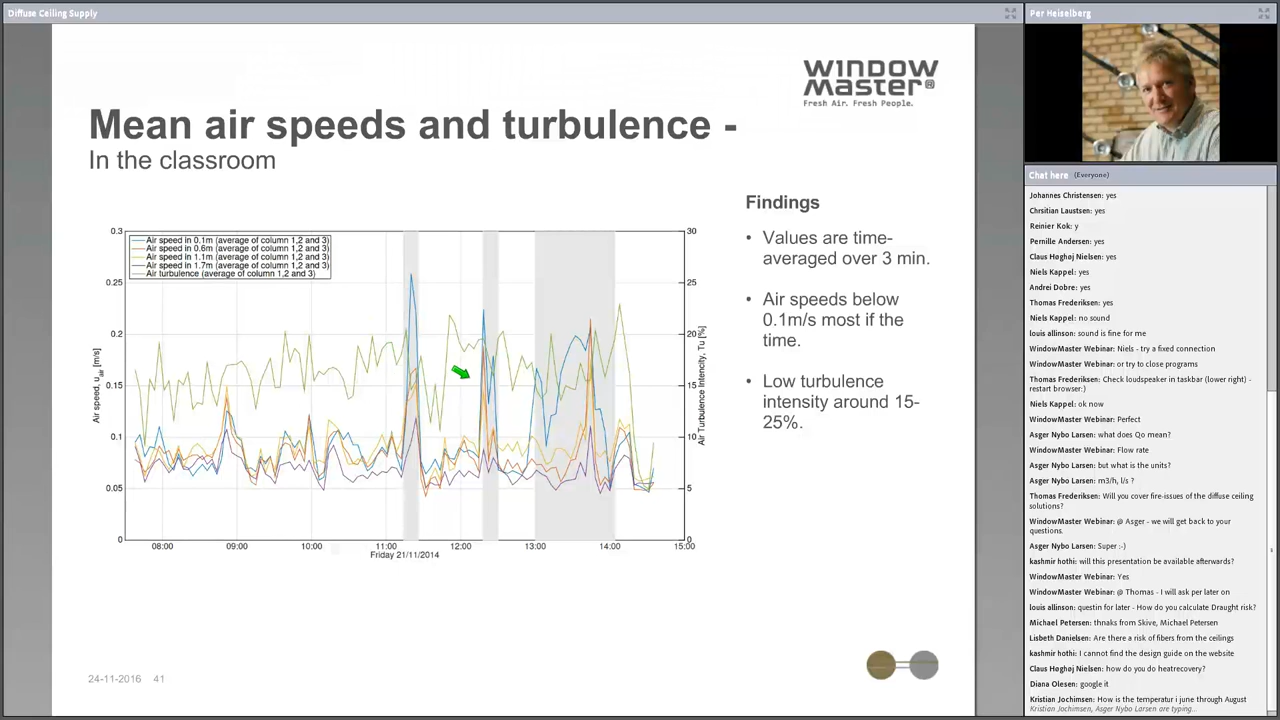 Diffuse Ceiling Supply
WINDOW
MASTER®
Fresh Air. Fresh People.
Mean air speeds and turbulence -
In the classroom
Air speed in 0.1m (average of column 1,2 and 3)
Air speed in 0.6m (average of column 1,2 and 3)
Air speed in 1.1m (average of column 1,2 and 3)
Air speed in 1.7m (average of column 1,2 and 3)
Air turbulence (average of column 1,2 and 3)
0.3
0.25
0.2
0.15
0.1
0.05
0
Air speed, u_air [m/s]
30
25
20
15
10
5
0
Air Turbulence Intencity, Tu [%]
08:00 09:00 10:00 11:00 12:00 13:00 14:00 15:00
Friday 21/11/2014
Findings
• Values are time-
averaged over 3 min.
• Air speeds below
0.1m/s most if the
time.
• Low turbulence
intensity around 15-
25%.
24-11-2016 41
Per Heiselberg
Chat here (Everyone)
Johannes Christensen: yes
Chrsitian Laustsen: yes
Reinier Kok: y
Pernille Andersen: yes
Claus Høghøj Nielsen: yes
Niels Kappel: yes
Andrei Dobre: yes
Thomas Frederiksen: yes
Niels Kappel: no sound
louis allinson: sound is fine for me
WindowMaster Webinar: Niels - try a fixed connection
WindowMaster Webinar: or try to close programs
Thomas Frederiksen: Check loudspeaker in taskbar (lower right) -
restart browser:)
Niels Kappel: ok now
WindowMaster Webinar: Perfect
Asger Nybo Larsen: what does Qo mean?
WindowMaster Webinar: Flow rate
Asger Nybo Larsen: but what is the units?
Asger Nybo Larsen: m3/h, l/s ?
Thomas Frederiksen: Will you cover fire-issues of the diffuse ceiling
solutions?
WindowMaster Webinar: @ Asger - we will get back to your
questions.
Asger Nybo Larsen: Super :-)
kashmir hothi: will this presentation be available afterwards?
WindowMaster Webinar: Yes
WindowMaster Webinar: @ Thomas - I will ask per later on
louis allinson: questin for later - How do you calculate Draught risk?
Michael Petersen: thnaks from Skive, Michael Petersen
Lisbeth Danielsen: Are there a risk of fibers from the ceilings
kashmir hothi: I cannot find the design guide on the website
Claus Høghøj Nielsen: how do you do heatrecovery?
Diana Olesen: google it
Kristian Jochimsen: How is the temperatur i june through August
Kristian Jochimsen, Asger Nybo Larsen are typing...